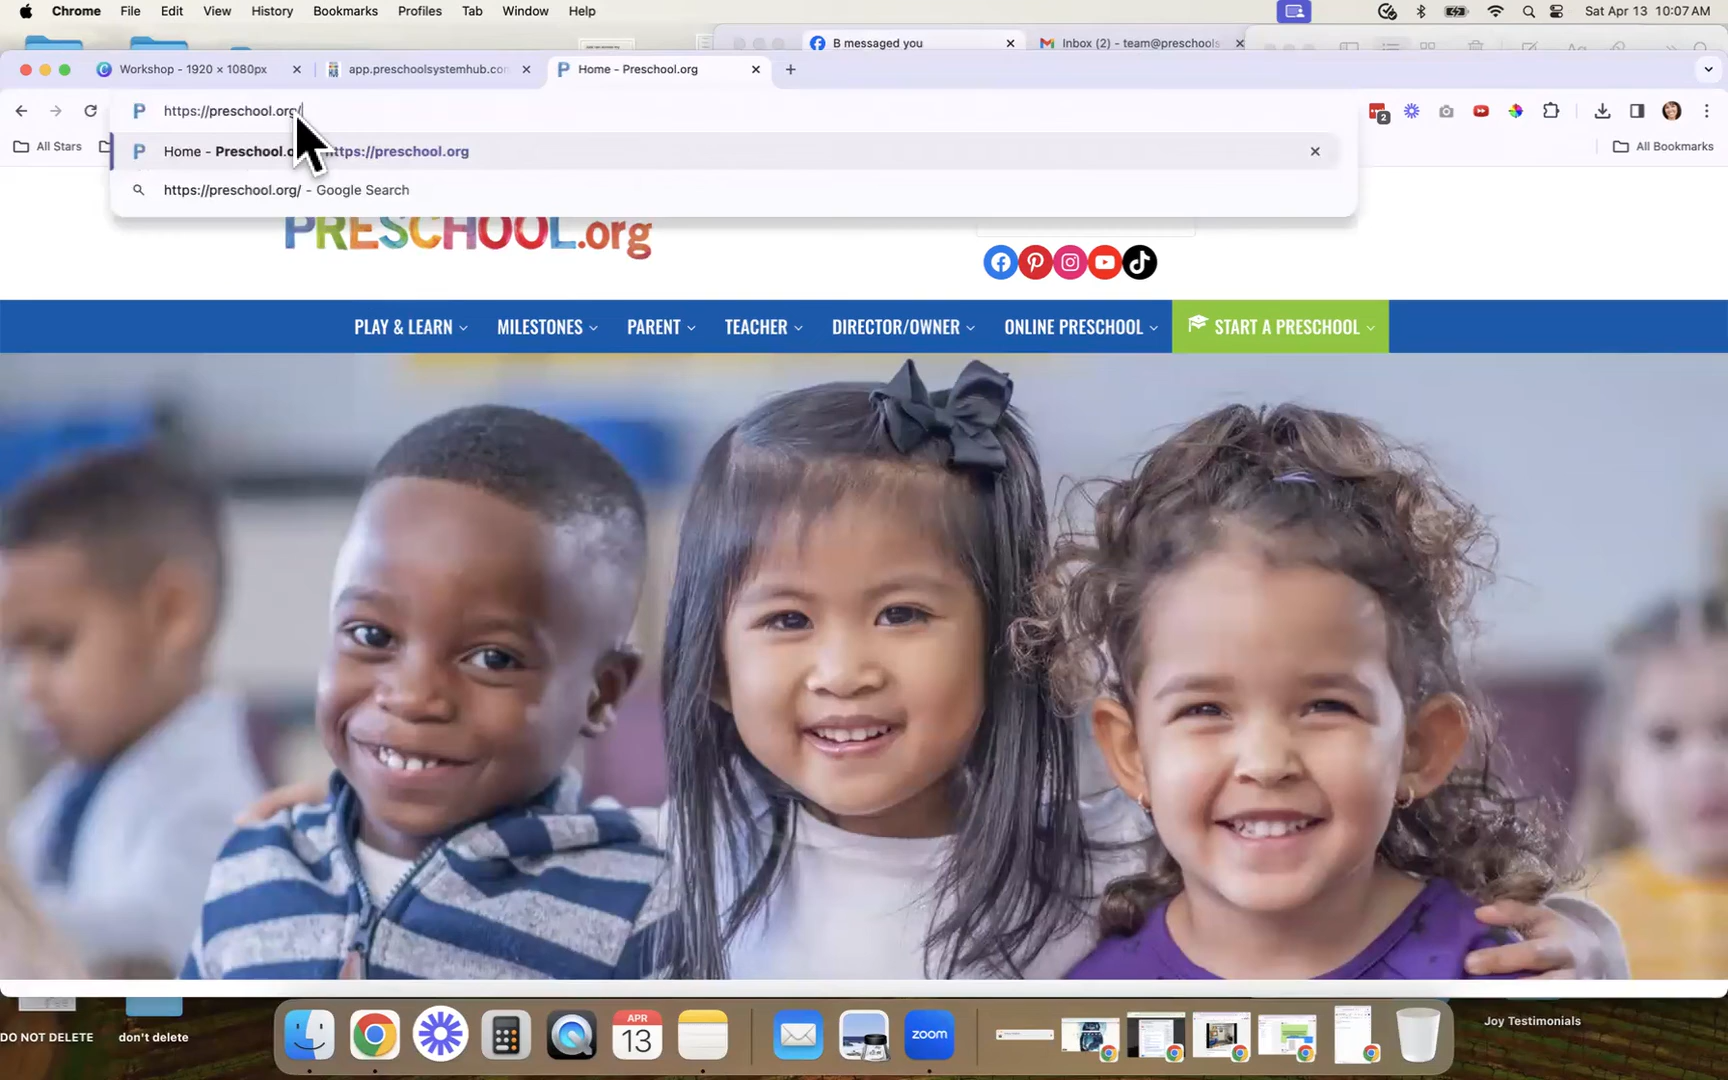 Chrome File Edit View History Bookmarks Profiles Tab Window Help Sat Apr 13 10:07 AM
B messaged you Inbox (2) - team@preschools
Workshop - 1920 × 1080px app.preschoolsystemhub.con Home - Preschool.org
https://preschool.org/
2
All Stars All Bookmarks
Home - Preschool.o https://preschool.org
https://preschool.org/ - Google Search
PRESCHOOL.org
PLAY & LEARN MILESTONES PARENT TEACHER DIRECTOR/OWNER ONLINE PRESCHOOL START A PRESCHOOL
APR
13
zoom
DO NOT DELETE don't delete Joy Testimonials